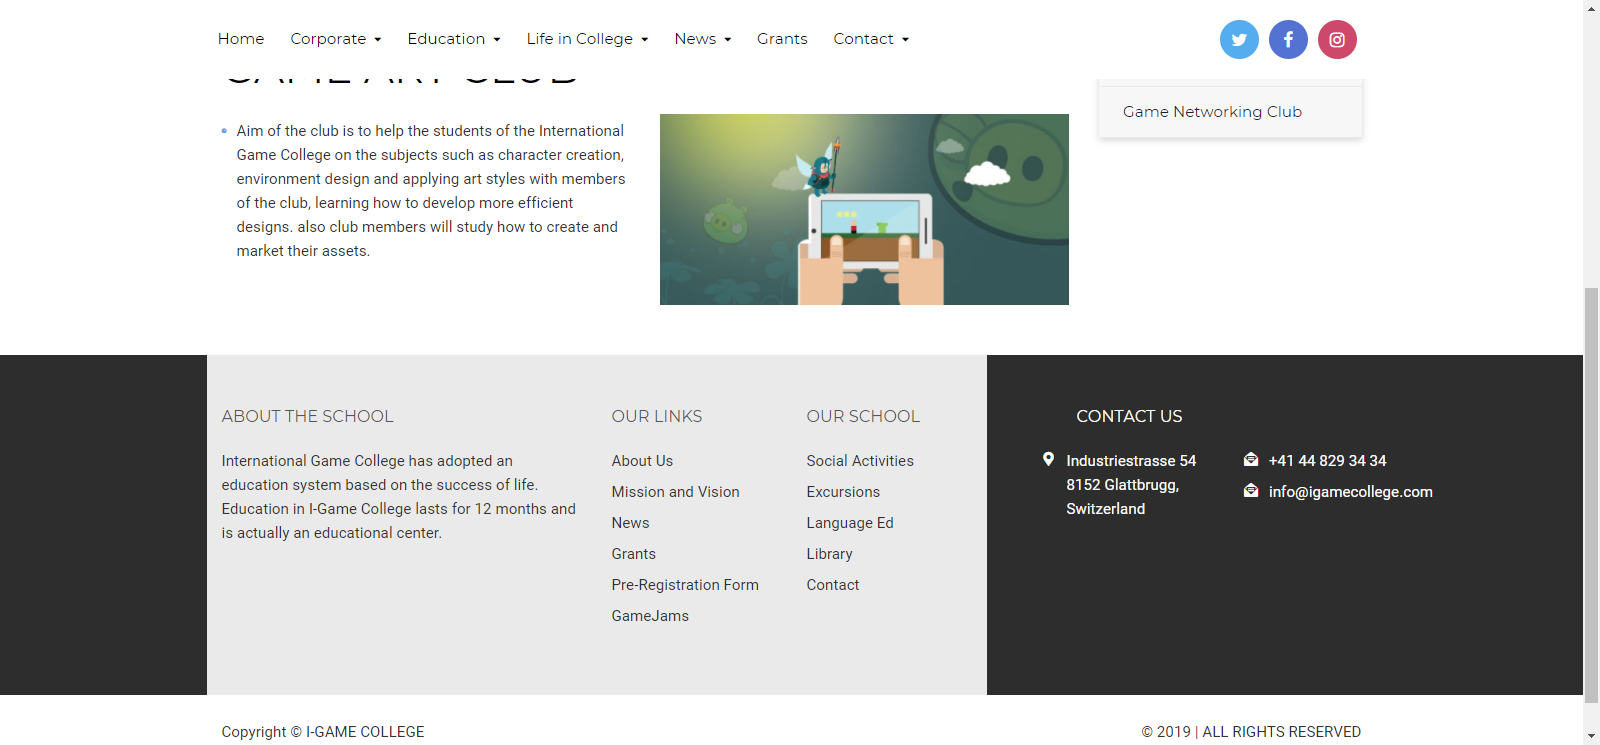 Home Corporate Education Life in College News Grants Contact
GAME ART CLUB
Game Networking Club
Aim of the club is to help the students of the International
Game College on the subjects such as character creation,
environment design and applying art styles with members
of the club, learning how to develop more efficient
designs. also club members will study how to create and
market their assets.
ABOUT THE SCHOOL
International Game College has adopted an
education system based on the success of life.
Education in I-Game College lasts for 12 months and
is actually an educational center.
OUR LINKS
About Us
Mission and Vision
News
Grants
Pre-Registration Form
GameJams
OUR SCHOOL
Social Activities
Excursions
Language Ed
Library
Contact
CONTACT US
Industriestrasse 54
8152 Glattbrugg,
Switzerland
+41 44 829 34 34
info@igamecollege.com
Copyright © I-GAME COLLEGE
© 2019 | ALL RIGHTS RESERVED